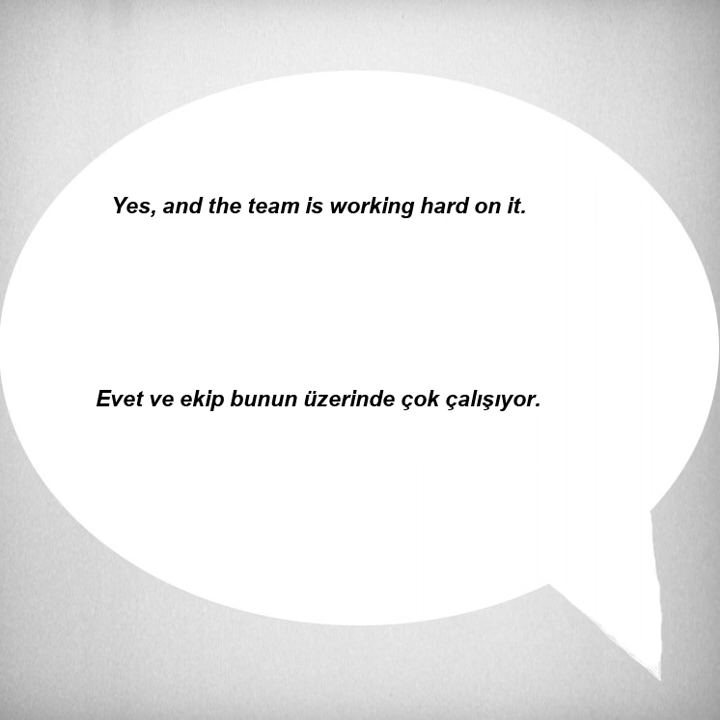 Yes, and the team is working hard on it.
Evet ve ekip bunun üzerinde çok çalışıyor.